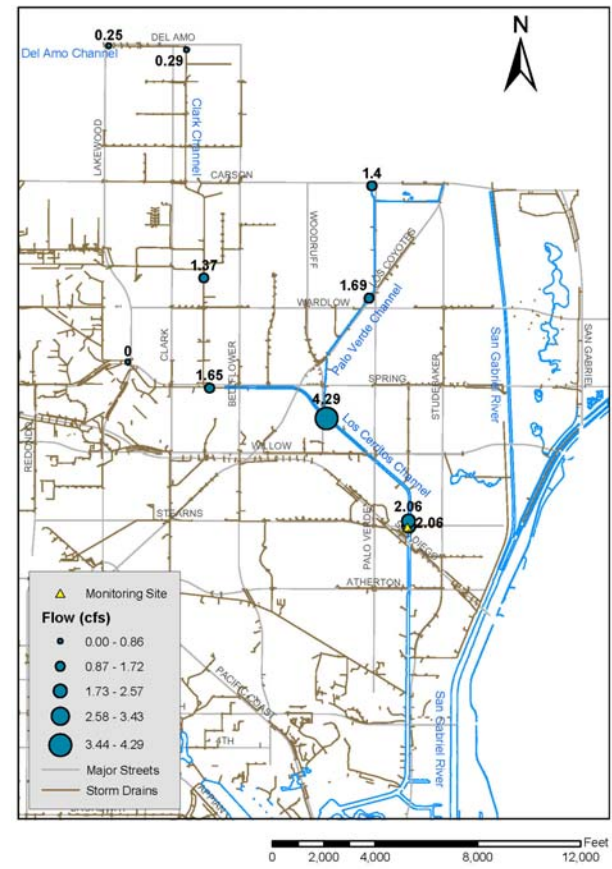 0.25
DEL AMO
N
Del Amo Channel
0.29
LAKEWOOD
Clark Channel
CARSON
1.4
WOODRUFF
LOS COYOTES
1.37
1.69
WARDLOW
Palo Verde Channel
San Gabriel River
SAN GABRIEL
0
CLARK
BELLFLOWER
1.65
SPRING
STUDEBAKER
4.29
Los Cerritos Channel
REDONDO
WILLOW
2.06
2.06
STEARNS
PALO VERDE
SAN DIEGO
ATHERTON
Monitoring Site
Flow (cfs)
0.00 - 0.86
0.87 - 1.72
1.73 - 2.57
2.58 - 3.43
3.44 - 4.29
Major Streets
Storm Drains
PACIFIC COAST
4TH
San Gabriel River
Feet
0 2,000 4,000 8,000 12,000